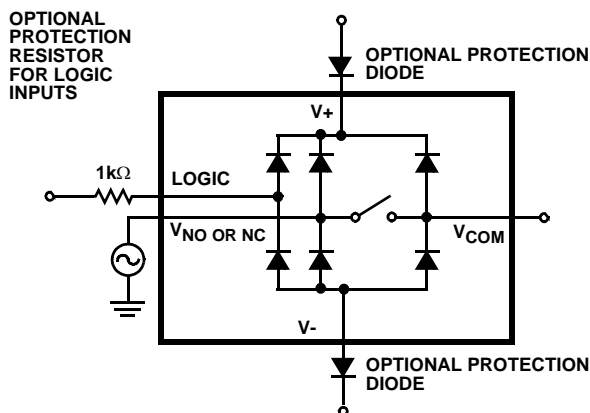 OPTIONAL
PROTECTION
RESISTOR
FOR LOGIC
INPUTS
OPTIONAL PROTECTION
DIODE
V+
1kΩ
LOGIC
VNO OR NC
VCOM
V-
OPTIONAL PROTECTION
DIODE